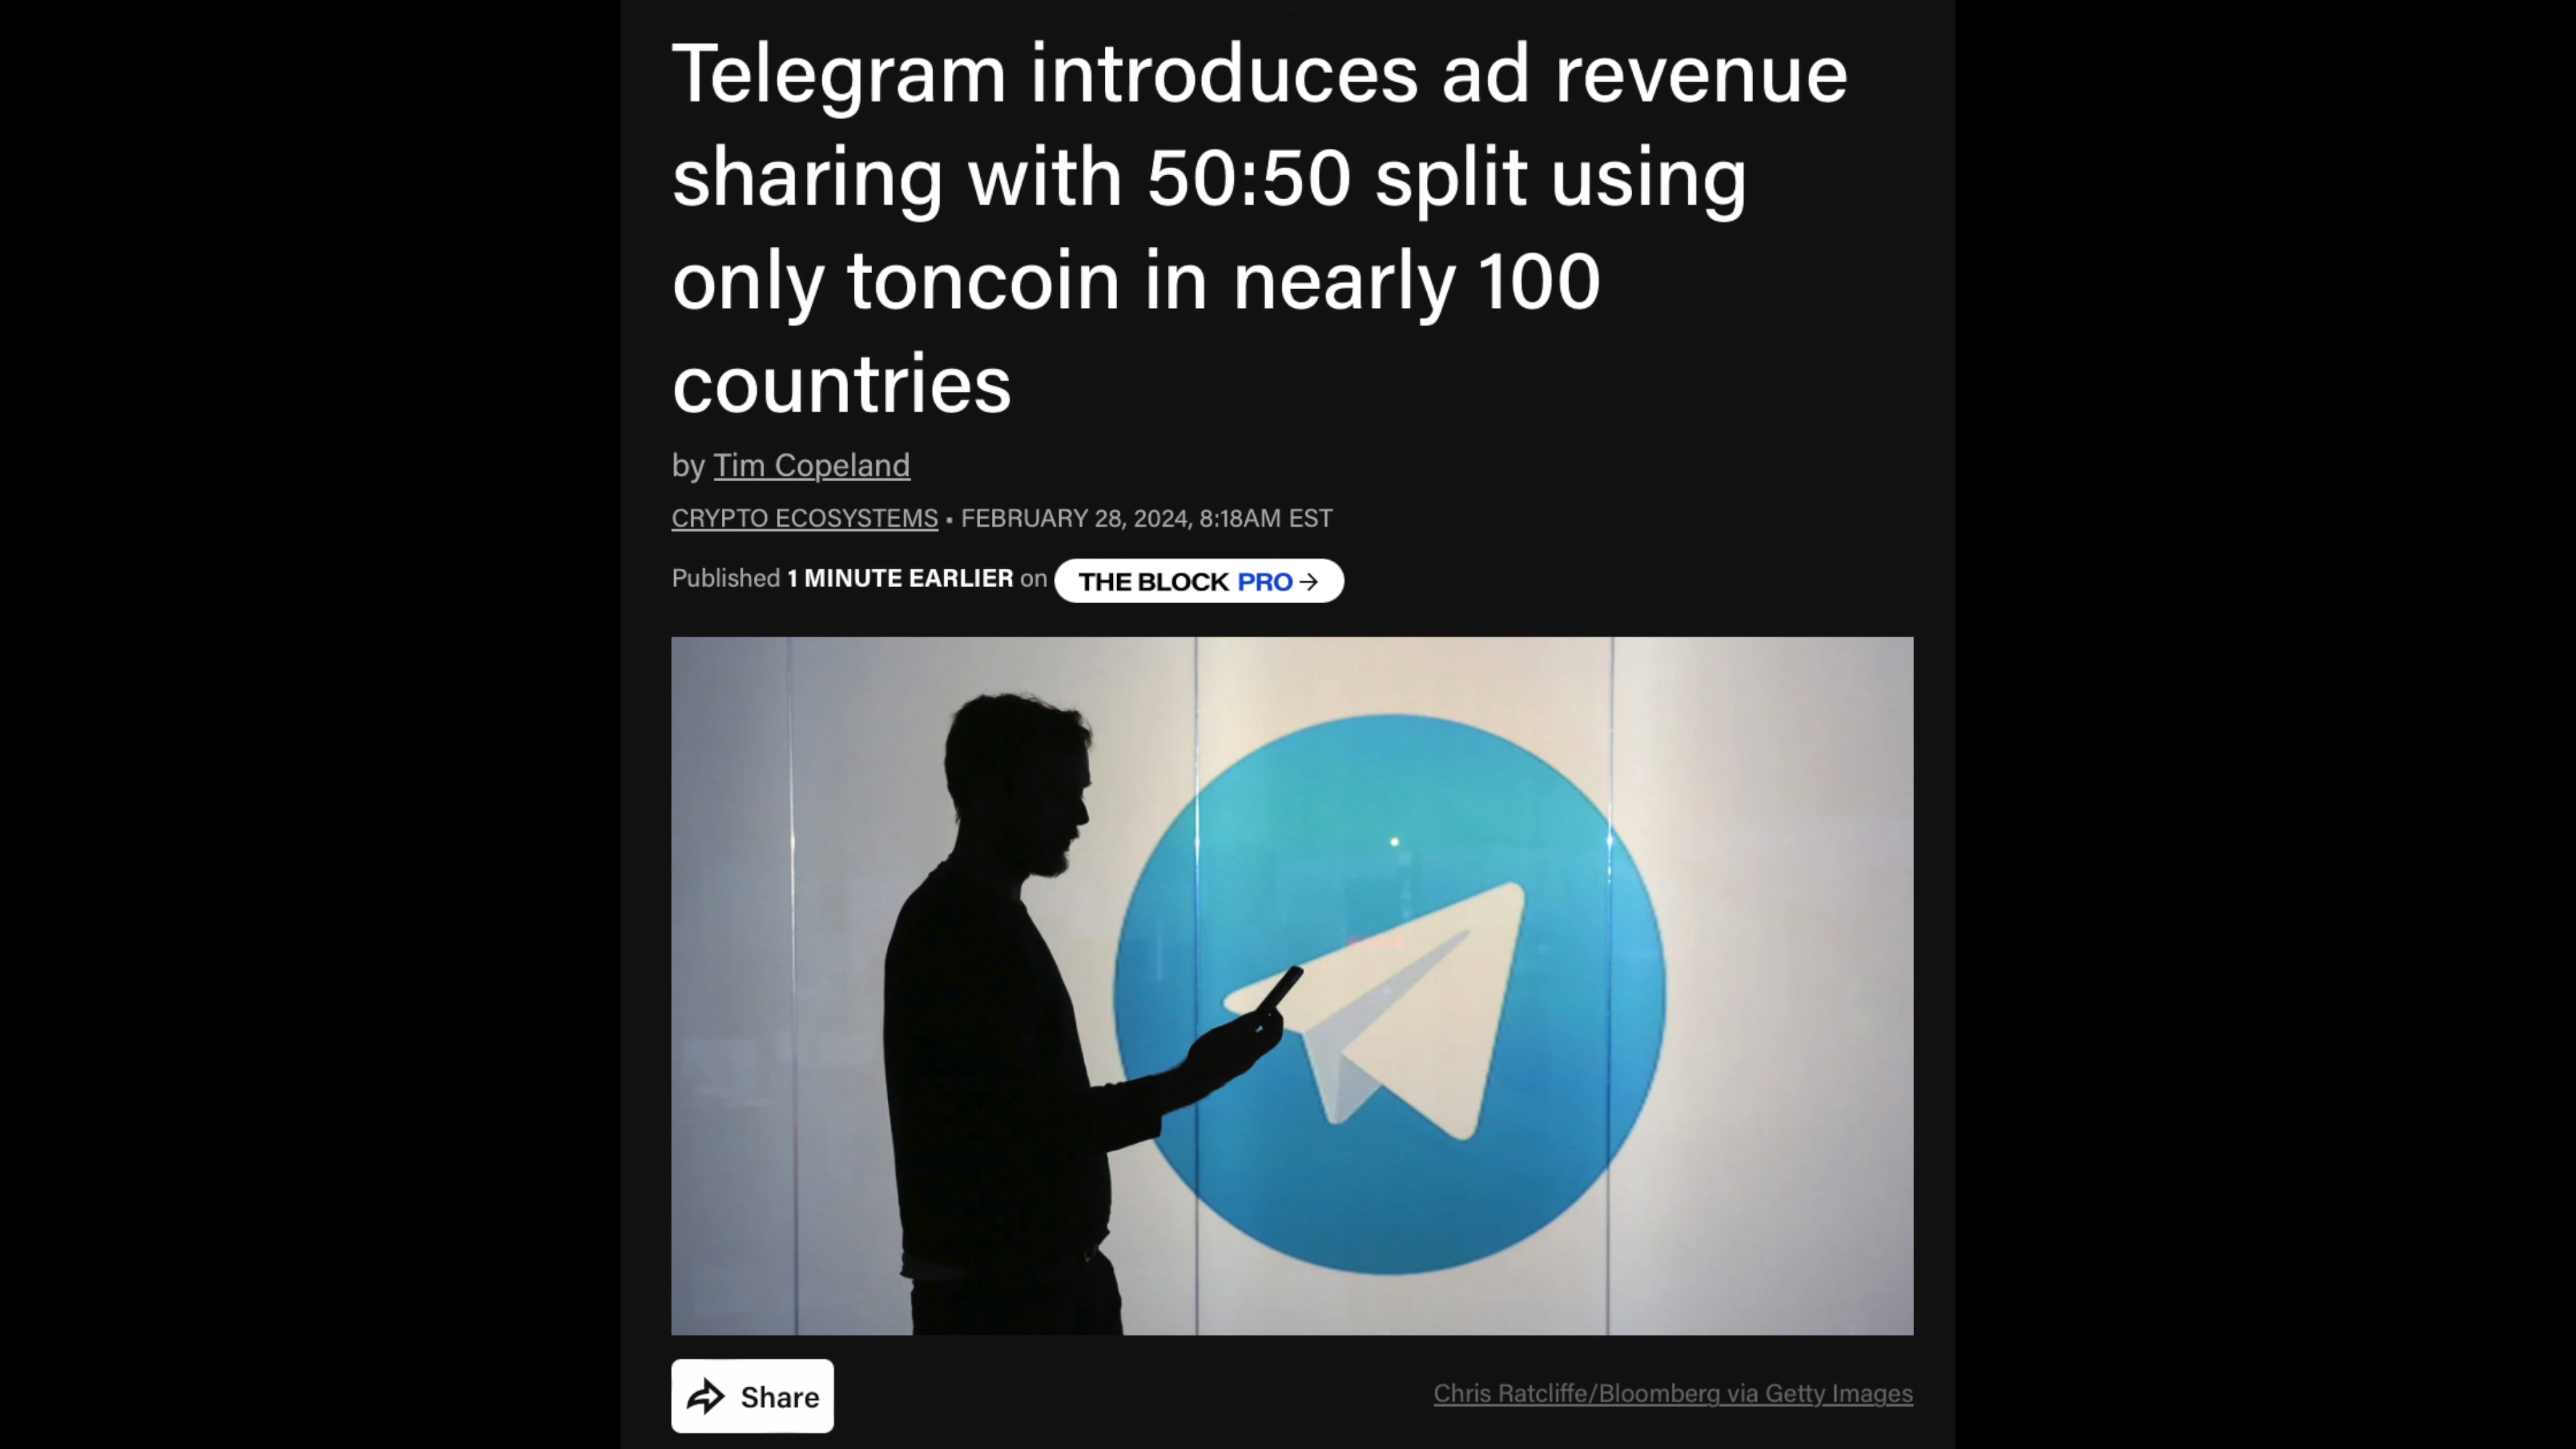 Telegram introduces ad revenue
sharing with 50:50 split using
only toncoin in nearly 100
countries
by Tim Copeland
CRYPTO ECOSYSTEMS • FEBRUARY 28, 2024, 8:18AM EST
Published 1 MINUTE EARLIER on THE BLOCK PRO →
Share
Chris Ratcliffe/Bloomberg via Getty Images